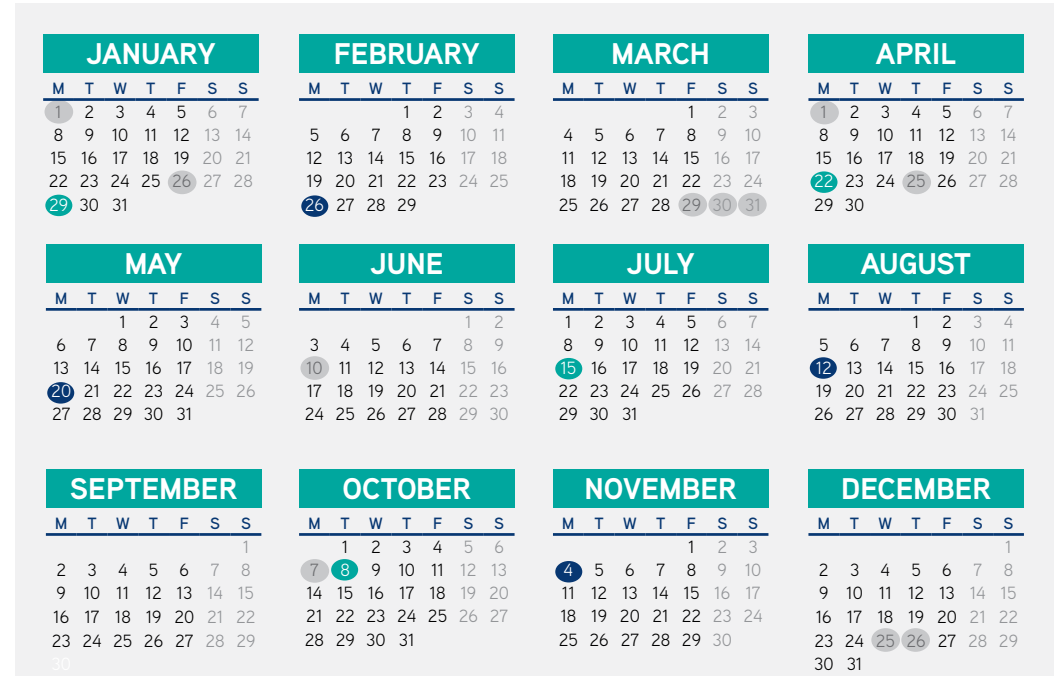 JANUARY FEBRUARY MARCH APRIL
M T W T F S S M T W T F S S M T W T F S S M T W T F S S
1 2 3 4 5 6 7 1 2 3 4 1 2 3 1 2 3 4 5 6 7
8 9 10 11 12 13 14 5 6 7 8 9 10 11 4 5 6 7 8 9 10 8 9 10 11 12 13 14
15 16 17 18 19 20 21 12 13 14 15 16 17 18 11 12 13 14 15 16 17 15 16 17 18 19 20 21
22 23 24 25 26 27 28 19 20 21 22 23 24 25 18 19 20 21 22 23 24 22 23 24 25 26 27 28
29 30 31 26 27 28 29 25 26 27 28 29 30 31 29 30
MAY JUNE JULY AUGUST
M T W T F S S M T W T F S S M T W T F S S M T W T F S S
1 2 3 4 5 1 2 1 2 3 4 5 6 7 1 2 3 4
6 7 8 9 10 11 12 3 4 5 6 7 8 9 8 9 10 11 12 13 14 5 6 7 8 9 10 11
13 14 15 16 17 18 19 10 11 12 13 14 15 16 15 16 17 18 19 20 21 12 13 14 15 16 17 18
20 21 22 23 24 25 26 17 18 19 20 21 22 23 22 23 24 25 26 27 28 19 20 21 22 23 24 25
27 28 29 30 31 24 25 26 27 28 29 30 29 30 31 26 27 28 29 30 31
SEPTEMBER OCTOBER NOVEMBER DECEMBER
M T W T F S S M T W T F S S M T W T F S S M T W T F S S
1 1 2 3 4 5 6 1 2 3 1
2 3 4 5 6 7 8 7 8 9 10 11 12 13 4 5 6 7 8 9 10 2 3 4 5 6 7 8
9 10 11 12 13 14 15 14 15 16 17 18 19 20 11 12 13 14 15 16 17 9 10 11 12 13 14 15
16 17 18 19 20 21 22 21 22 23 24 25 26 27 18 19 20 21 22 23 24 16 17 18 19 20 21 22
23 24 25 26 27 28 29 28 29 30 31 25 26 27 28 29 30 23 24 25 26 27 28 29
30 30 31